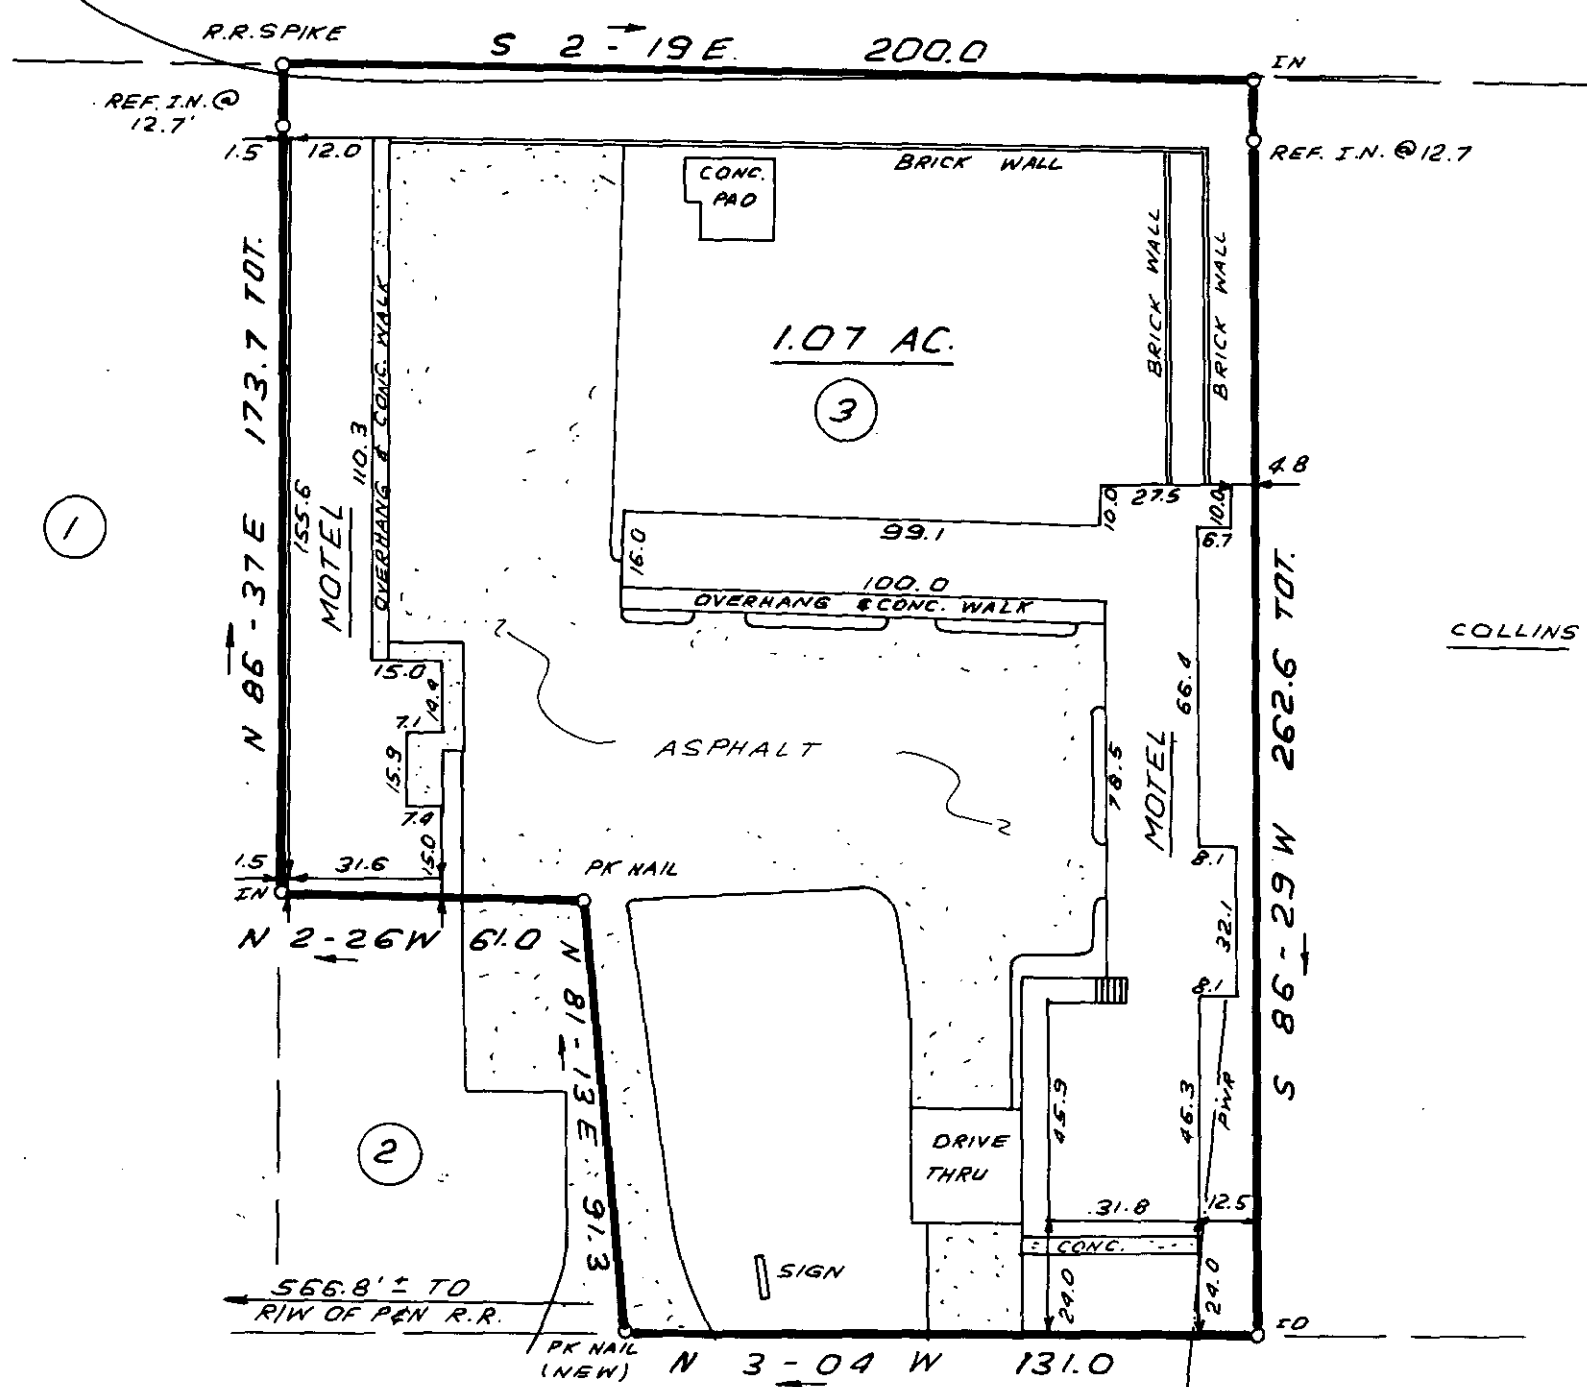 R.R. SPIKE
S 2-19 E. 200.0
IN
REF. I.N. @
12.7'
REF. I.N. @ 12.7
1.5
12.0
BRICK WALL
CONC.
PAD
BRICK WALL
BRICK WALL
N 86-37 E 173.7 TOT.
OVERHANG & CONC. WALK
110.3
155.6
MOTEL
1.07 AC.
3
1
4.8
27.5
10.0
10.0
6.7
99.1
16.0
100.0
OVERHANG & CONC. WALK
COLLINS
S 86-29 W 262.6 TOT.
66.4
15.0
14.4
7.1
15.9
7.4
15.0
ASPHALT
78.5
MOTEL
8.1
32.1
8.1
1.5
31.6
IN
PK NAIL
N 2-26 W 61.0
N 81-13 E 91.3
2
45.9
46.3
PWR
DRIVE
THRU
31.8
12.5
CONC.
24.0
24.0
SIGN
566.8' ± TO
R/W OF P&N R.R.
PK NAIL
(NEW)
N 3-04 W 131.0
IO